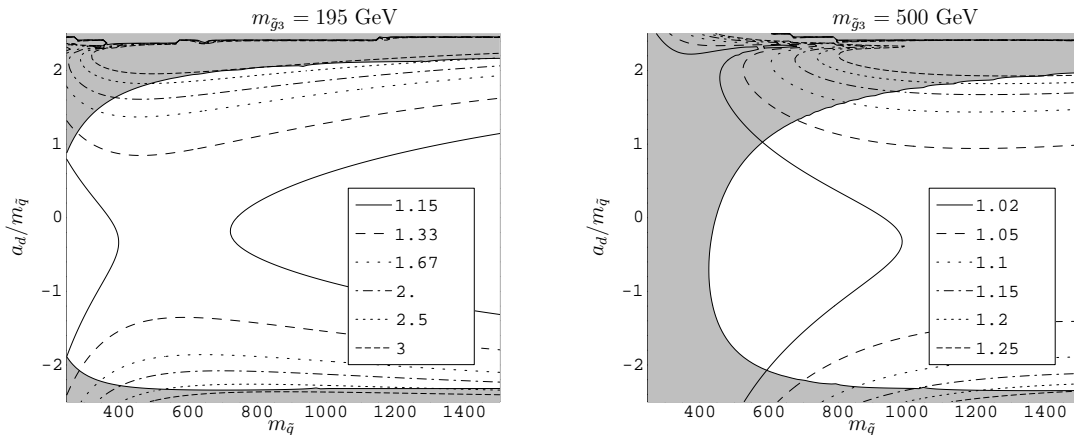 m_{\tilde{g}3} = 195 GeV
2
1
0
-1
-2
a_d/m_{\tilde{q}}
1.15
1.33
1.67
2.
2.5
3
400 600 800 1000 1200 1400
m_{\tilde{q}}
m_{\tilde{g}3} = 500 GeV
2
1
0
-1
-2
a_d/m_{\tilde{q}}
1.02
1.05
1.1
1.15
1.2
1.25
400 600 800 1000 1200 1400
m_{\tilde{q}}